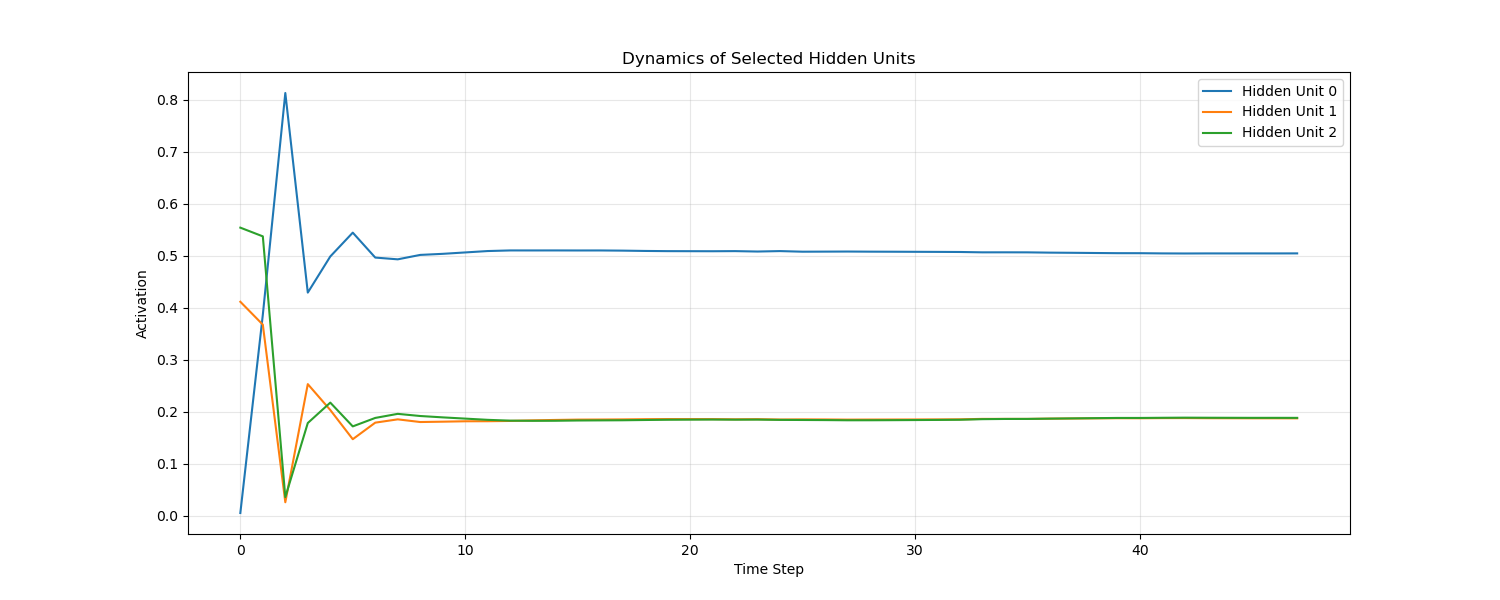 Dynamics of Selected Hidden Units
Hidden Unit 0
Hidden Unit 1
Hidden Unit 2
Activation
0.8
0.7
0.6
0.5
0.4
0.3
0.2
0.1
0.0
0 10 20 30 40
Time Step